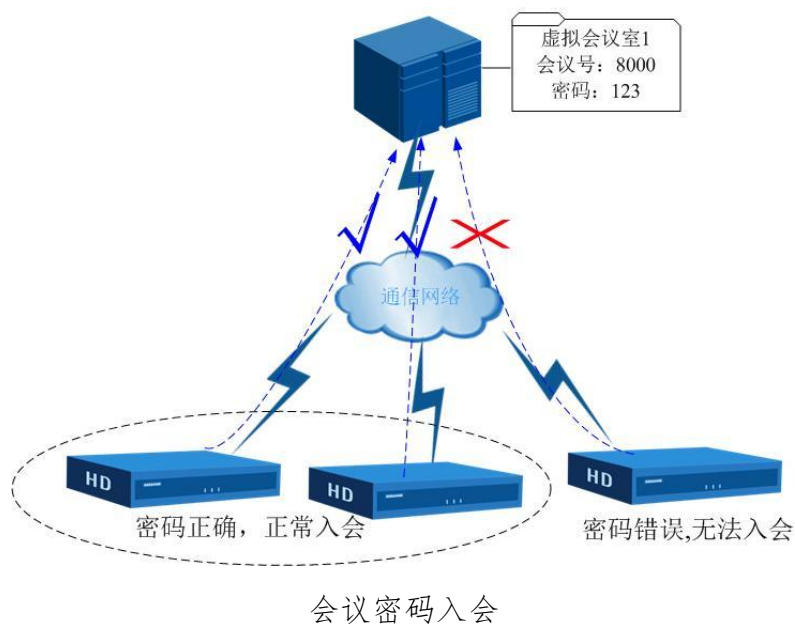 虚拟会议室1
会议号：8000
密码：123
通信网络
HD
HD
HD
密码正确，正常入会
密码错误,无法入会
会议密码入会